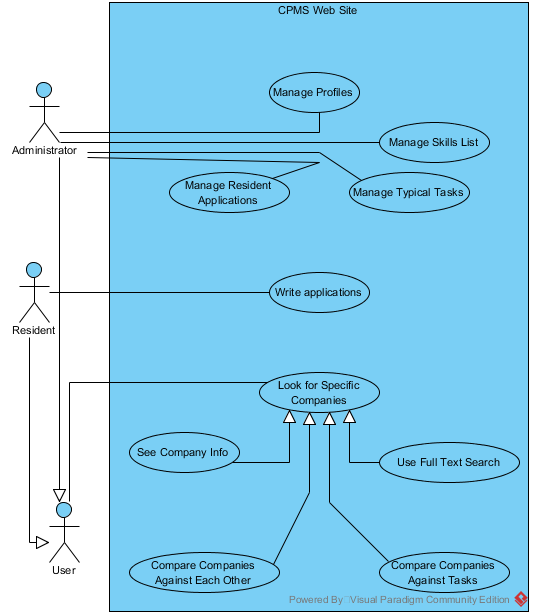 CPMS Web Site
Manage Profiles
Administrator
Manage Skills List
Manage Resident
Applications
Manage Typical Tasks
Write applications
Resident
Look for Specific
Companies
See Company Info
Use Full Text Search
User
Compare Companies
Against Each Other
Compare Companies
Against Tasks
Powered By Visual Paradigm Community Edition